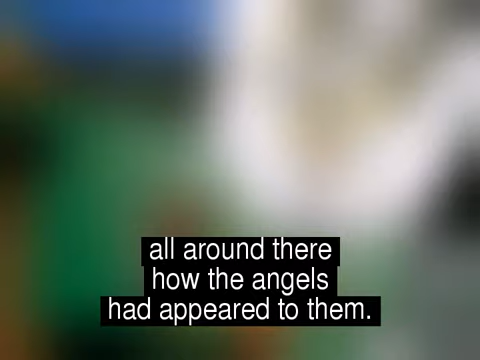 all around there
how the angels
had appeared to them.